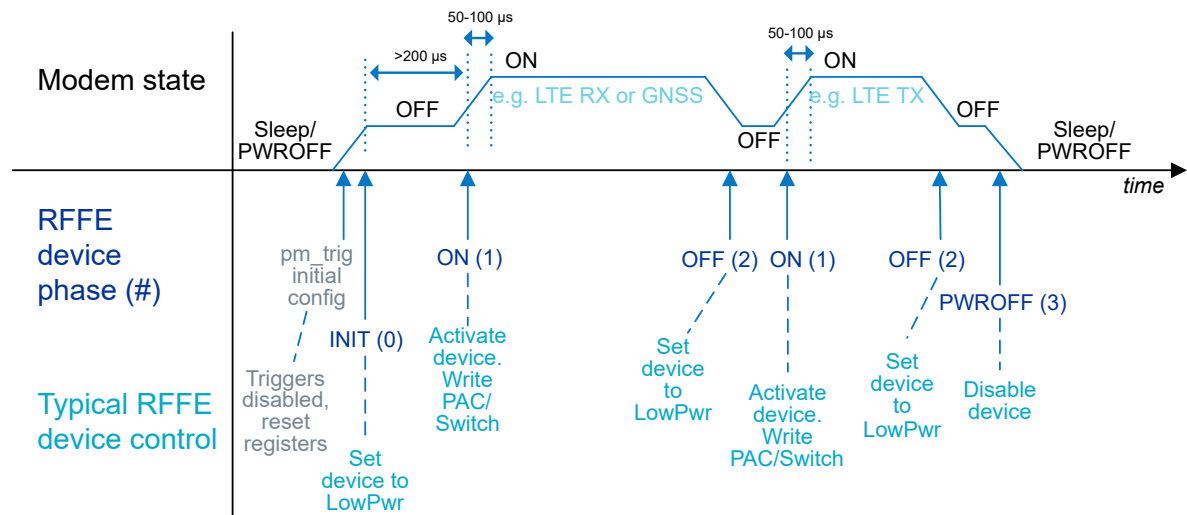 50-100 µs
50-100 µs
>200 µs
ON
ON
Modem state
e.g. LTE RX or GNSS
e.g. LTE TX
OFF
OFF
OFF
Sleep/
PWROFF
Sleep/
PWROFF
time
RFFE
device
phase (#)
pm_trig
initial
config
INIT (0)
ON (1)
OFF (2)
ON (1)
OFF (2)
PWROFF (3)
Typical RFFE
device control
Triggers
disabled,
reset
registers
Set
device to
LowPwr
Activate
device.
Write
PAC/
Switch
Set
device
to
LowPwr
Activate
device.
Write
PAC/Switch
Set
device
to
LowPwr
Disable
device